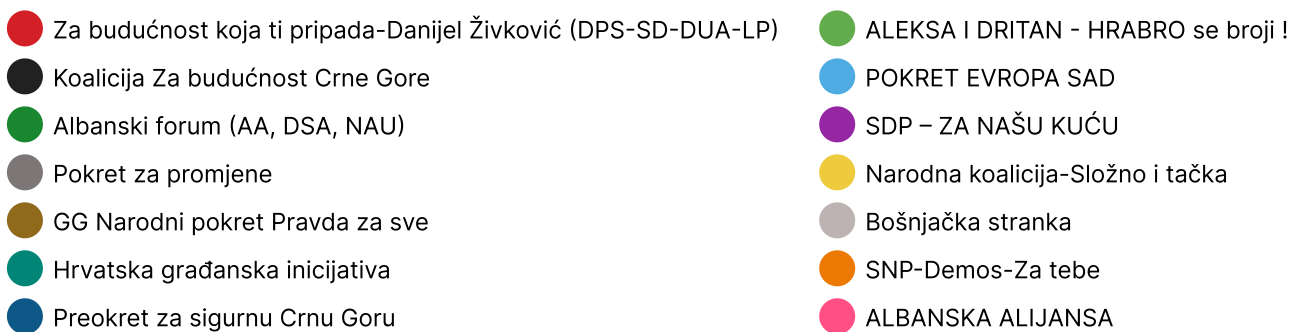 Za budućnost koja ti pripada-Danijel Živković (DPS-SD-DUA-LP)
Koalicija Za budućnost Crne Gore
Albanski forum (AA, DSA, NAU)
Pokret za promjene
GG Narodni pokret Pravda za sve
Hrvatska građanska inicijativa
Preokret za sigurnu Crnu Goru
ALEKSA I DRITAN - HRABRO se broji !
POKRET EVROPA SAD
SDP – ZA NAŠU KUĆU
Narodna koalicija-Složno i tačka
Bošnjačka stranka
SNP-Demos-Za tebe
ALBANSKA ALIJANSA